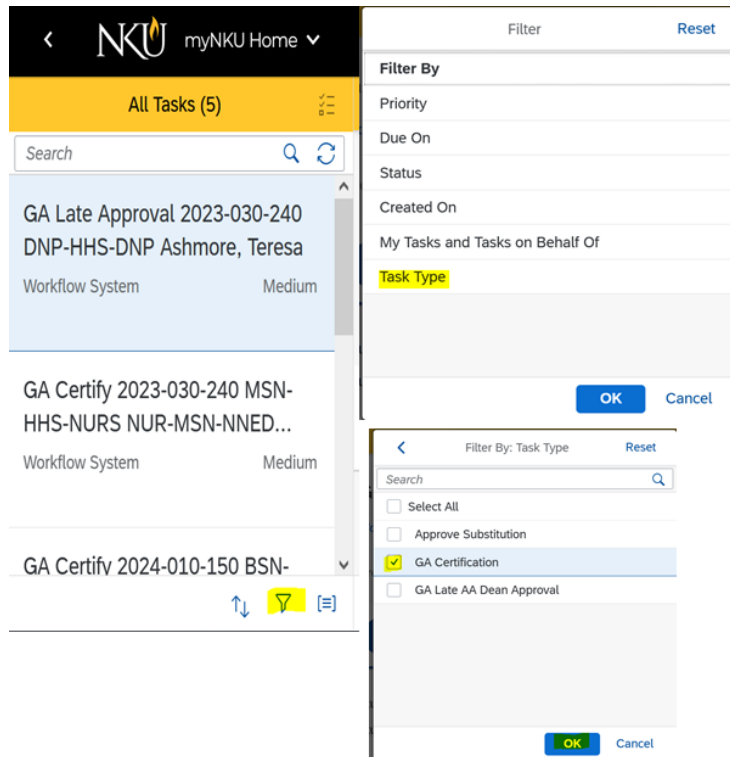 NKU myNKU Home
All Tasks (5)
Search
GA Late Approval 2023-030-240
DNP-HHS-DNP Ashmore, Teresa
Workflow System Medium
GA Certify 2023-030-240 MSN-
HHS-NURS NUR-MSN-NNED...
Workflow System Medium
GA Certify 2024-010-150 BSN-
Filter Reset
Filter By
Priority
Due On
Status
Created On
My Tasks and Tasks on Behalf Of
Task Type
OK Cancel
Filter By: Task Type Reset
Search
Select All
Approve Substitution
GA Certification
GA Late AA Dean Approval
OK Cancel